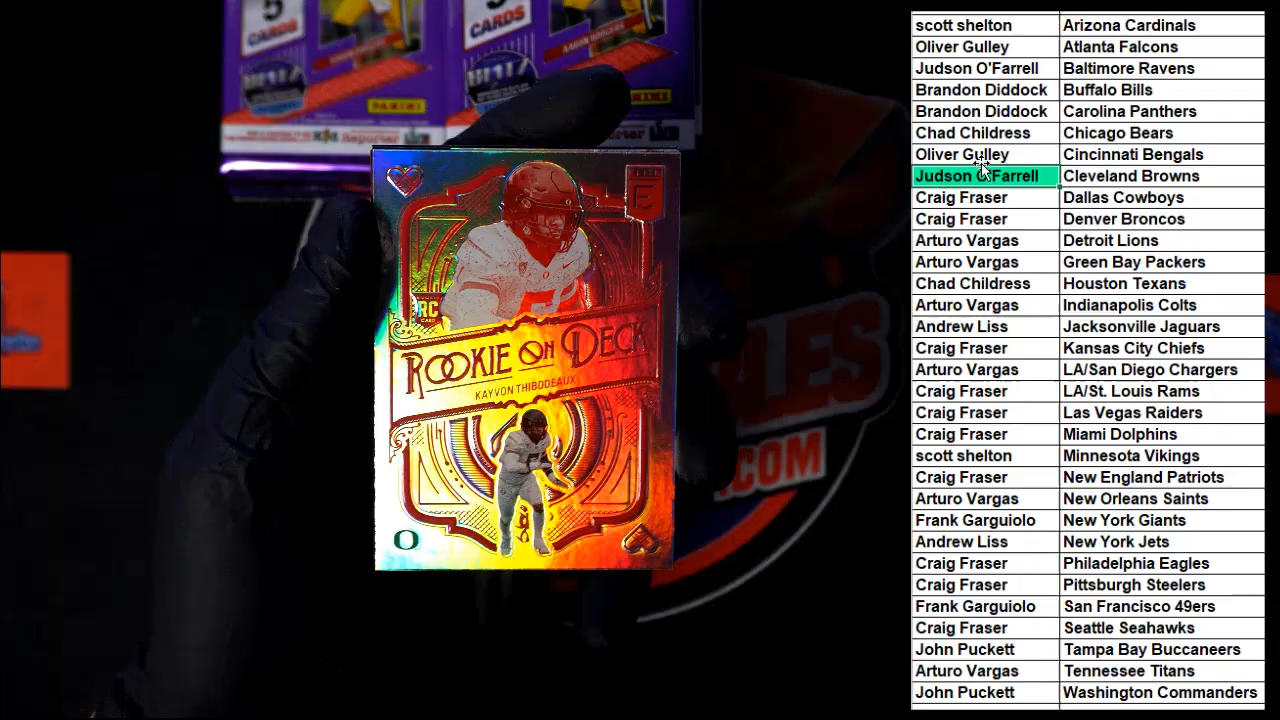 5
CARDS
5
CARDS
AARON RODGERS
PANINI
PANINI
ELITE
E
RC
ROOKIE ON DECK
KAYVON THIBODEAUX
O
.COM
scott shelton Arizona Cardinals
Oliver Gulley Atlanta Falcons
Judson O'Farrell Baltimore Ravens
Brandon Diddock Buffalo Bills
Brandon Diddock Carolina Panthers
Chad Childress Chicago Bears
Oliver Gulley Cincinnati Bengals
Judson O'Farrell Cleveland Browns
Craig Fraser Dallas Cowboys
Craig Fraser Denver Broncos
Arturo Vargas Detroit Lions
Arturo Vargas Green Bay Packers
Chad Childress Houston Texans
Arturo Vargas Indianapolis Colts
Andrew Liss Jacksonville Jaguars
Craig Fraser Kansas City Chiefs
Arturo Vargas LA/San Diego Chargers
Craig Fraser LA/St. Louis Rams
Craig Fraser Las Vegas Raiders
Craig Fraser Miami Dolphins
scott shelton Minnesota Vikings
Craig Fraser New England Patriots
Arturo Vargas New Orleans Saints
Frank Garguiolo New York Giants
Andrew Liss New York Jets
Craig Fraser Philadelphia Eagles
Craig Fraser Pittsburgh Steelers
Frank Garguiolo San Francisco 49ers
Craig Fraser Seattle Seahawks
John Puckett Tampa Bay Buccaneers
Arturo Vargas Tennessee Titans
John Puckett Washington Commanders